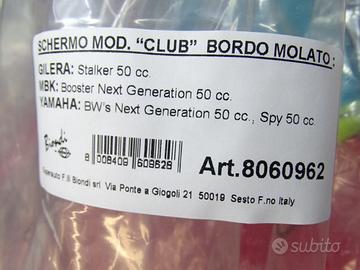 SCHERMO MOD. "CLUB" BORDO MOLATO :
GILERA: Stalker 50 cc.
MBK: Booster Next Generation 50 cc.
YAMAHA: BW's Next Generation 50 cc., Spy 50 cc.
Biondi
8 008409 609628
Art.8060962
Superauto F.lli Biondi srl Via Ponte a Giogoli 21 50019 Sesto F.no Italy
subito